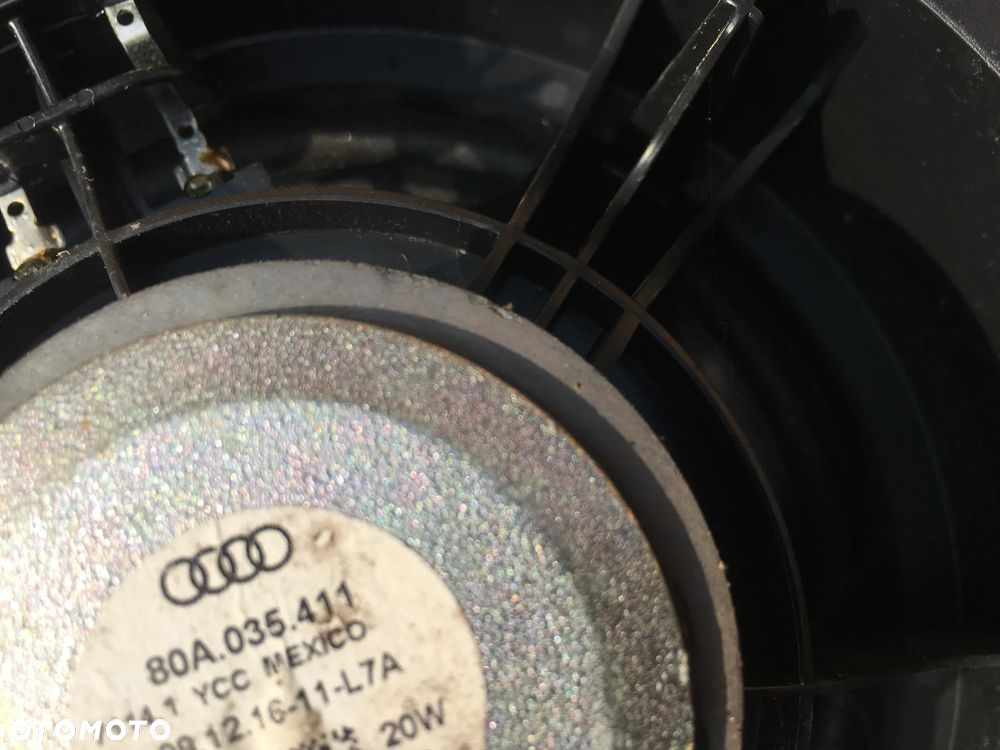 80A.035.411
YCC MEXICO
12.16-11-L7A
20W
OTOMOTO